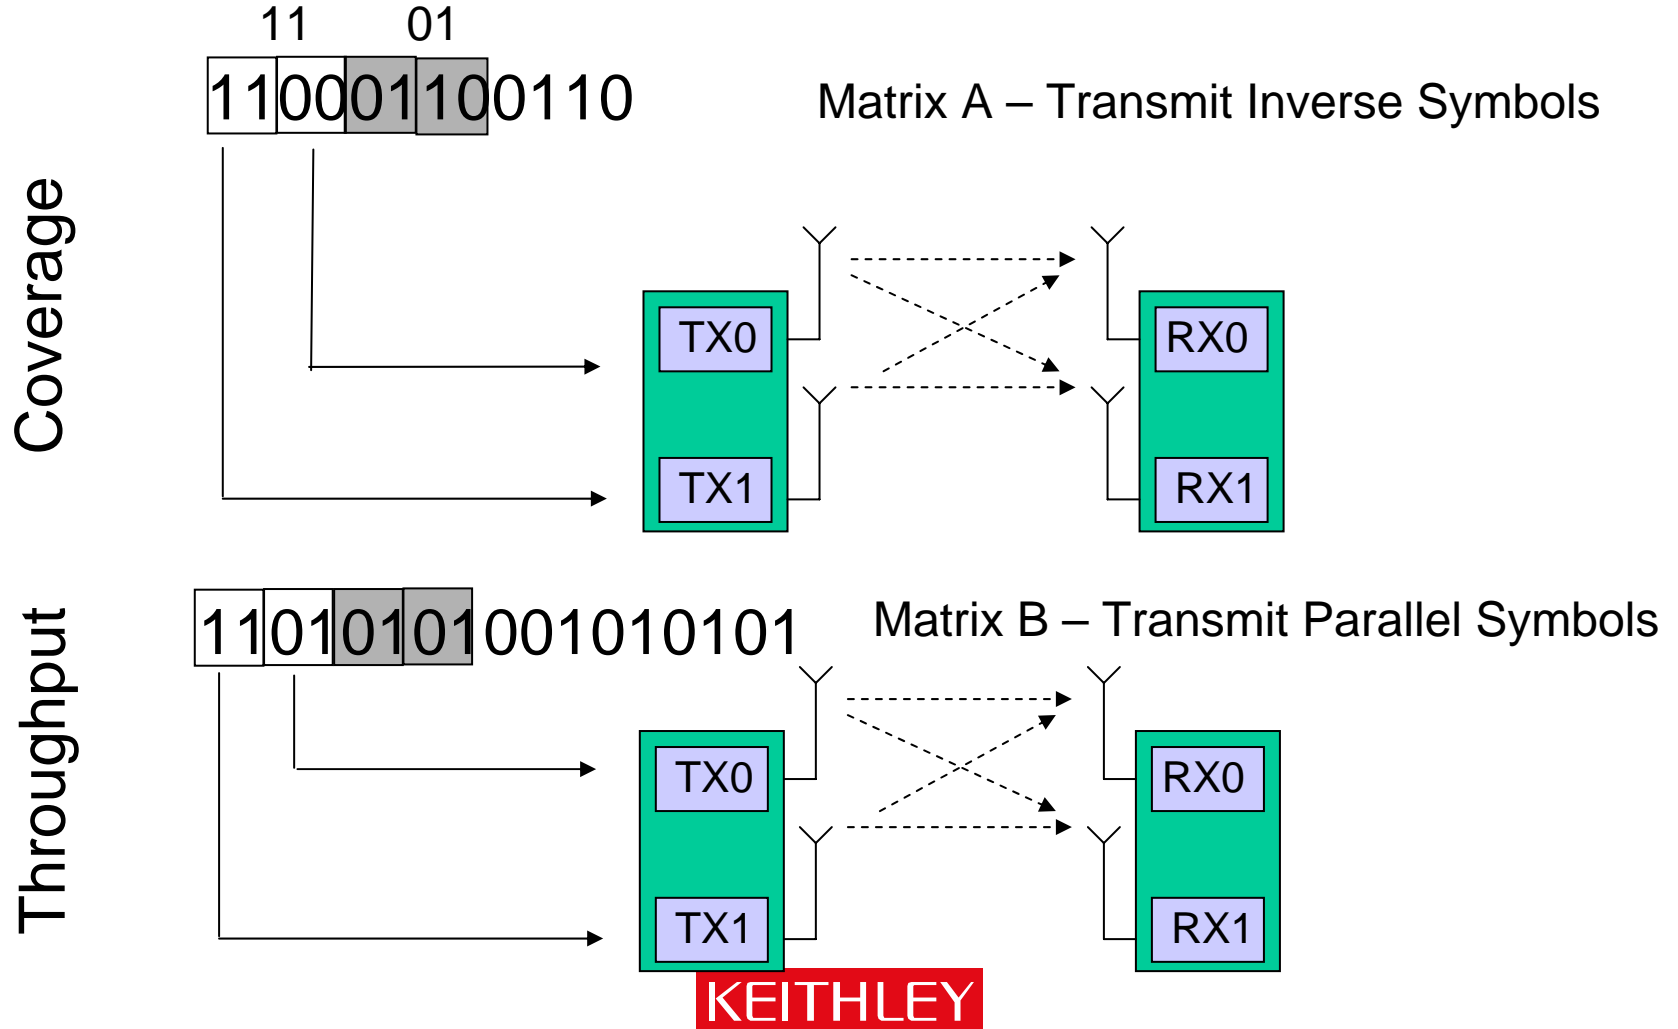 11 01
110001100110
Matrix A – Transmit Inverse Symbols
Coverage
TX0
RX0
TX1
RX1
Throughput
11010101001010101
Matrix B – Transmit Parallel Symbols
TX0
RX0
TX1
RX1
KEITHLEY